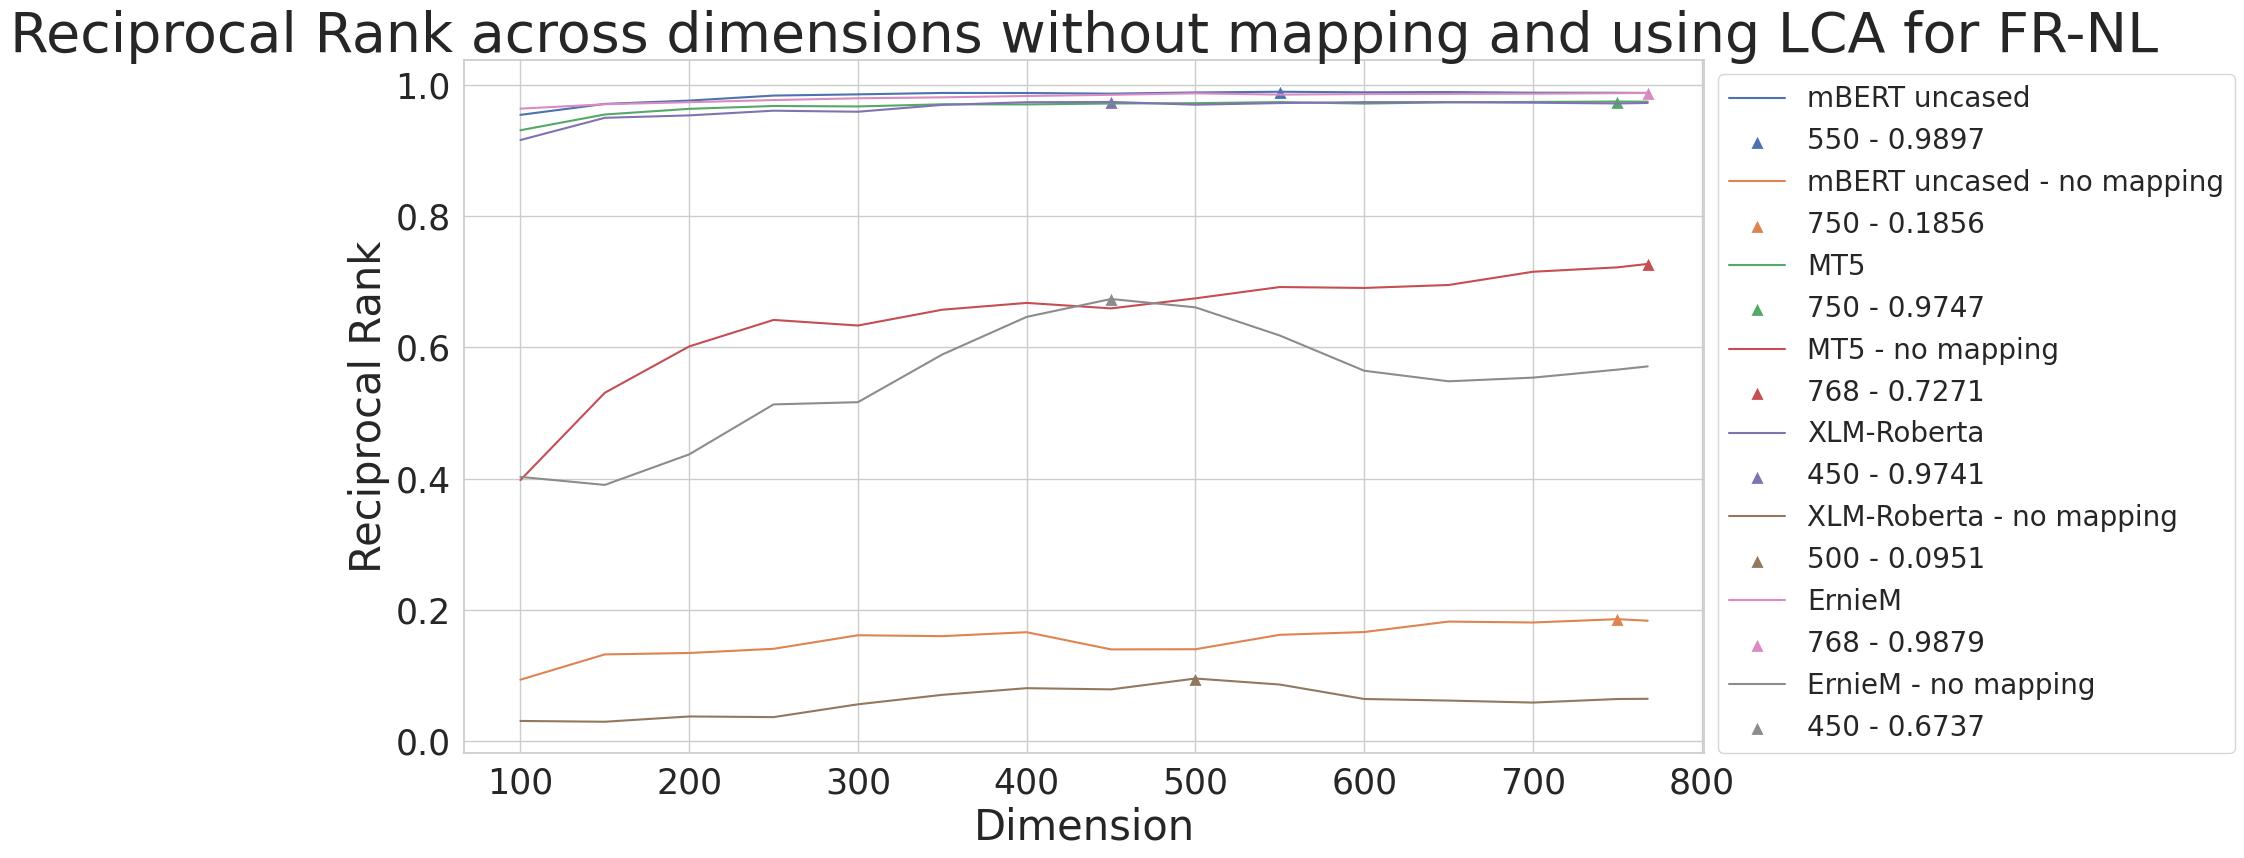 Reciprocal Rank across dimensions without mapping and using LCA for FR-NL
Reciprocal Rank
1.0
0.8
0.6
0.4
0.2
0.0
100 200 300 400 500 600 700 800
Dimension
mBERT uncased
550 - 0.9897
mBERT uncased - no mapping
750 - 0.1856
MT5
750 - 0.9747
MT5 - no mapping
768 - 0.7271
XLM-Roberta
450 - 0.9741
XLM-Roberta - no mapping
500 - 0.0951
ErnieM
768 - 0.9879
ErnieM - no mapping
450 - 0.6737